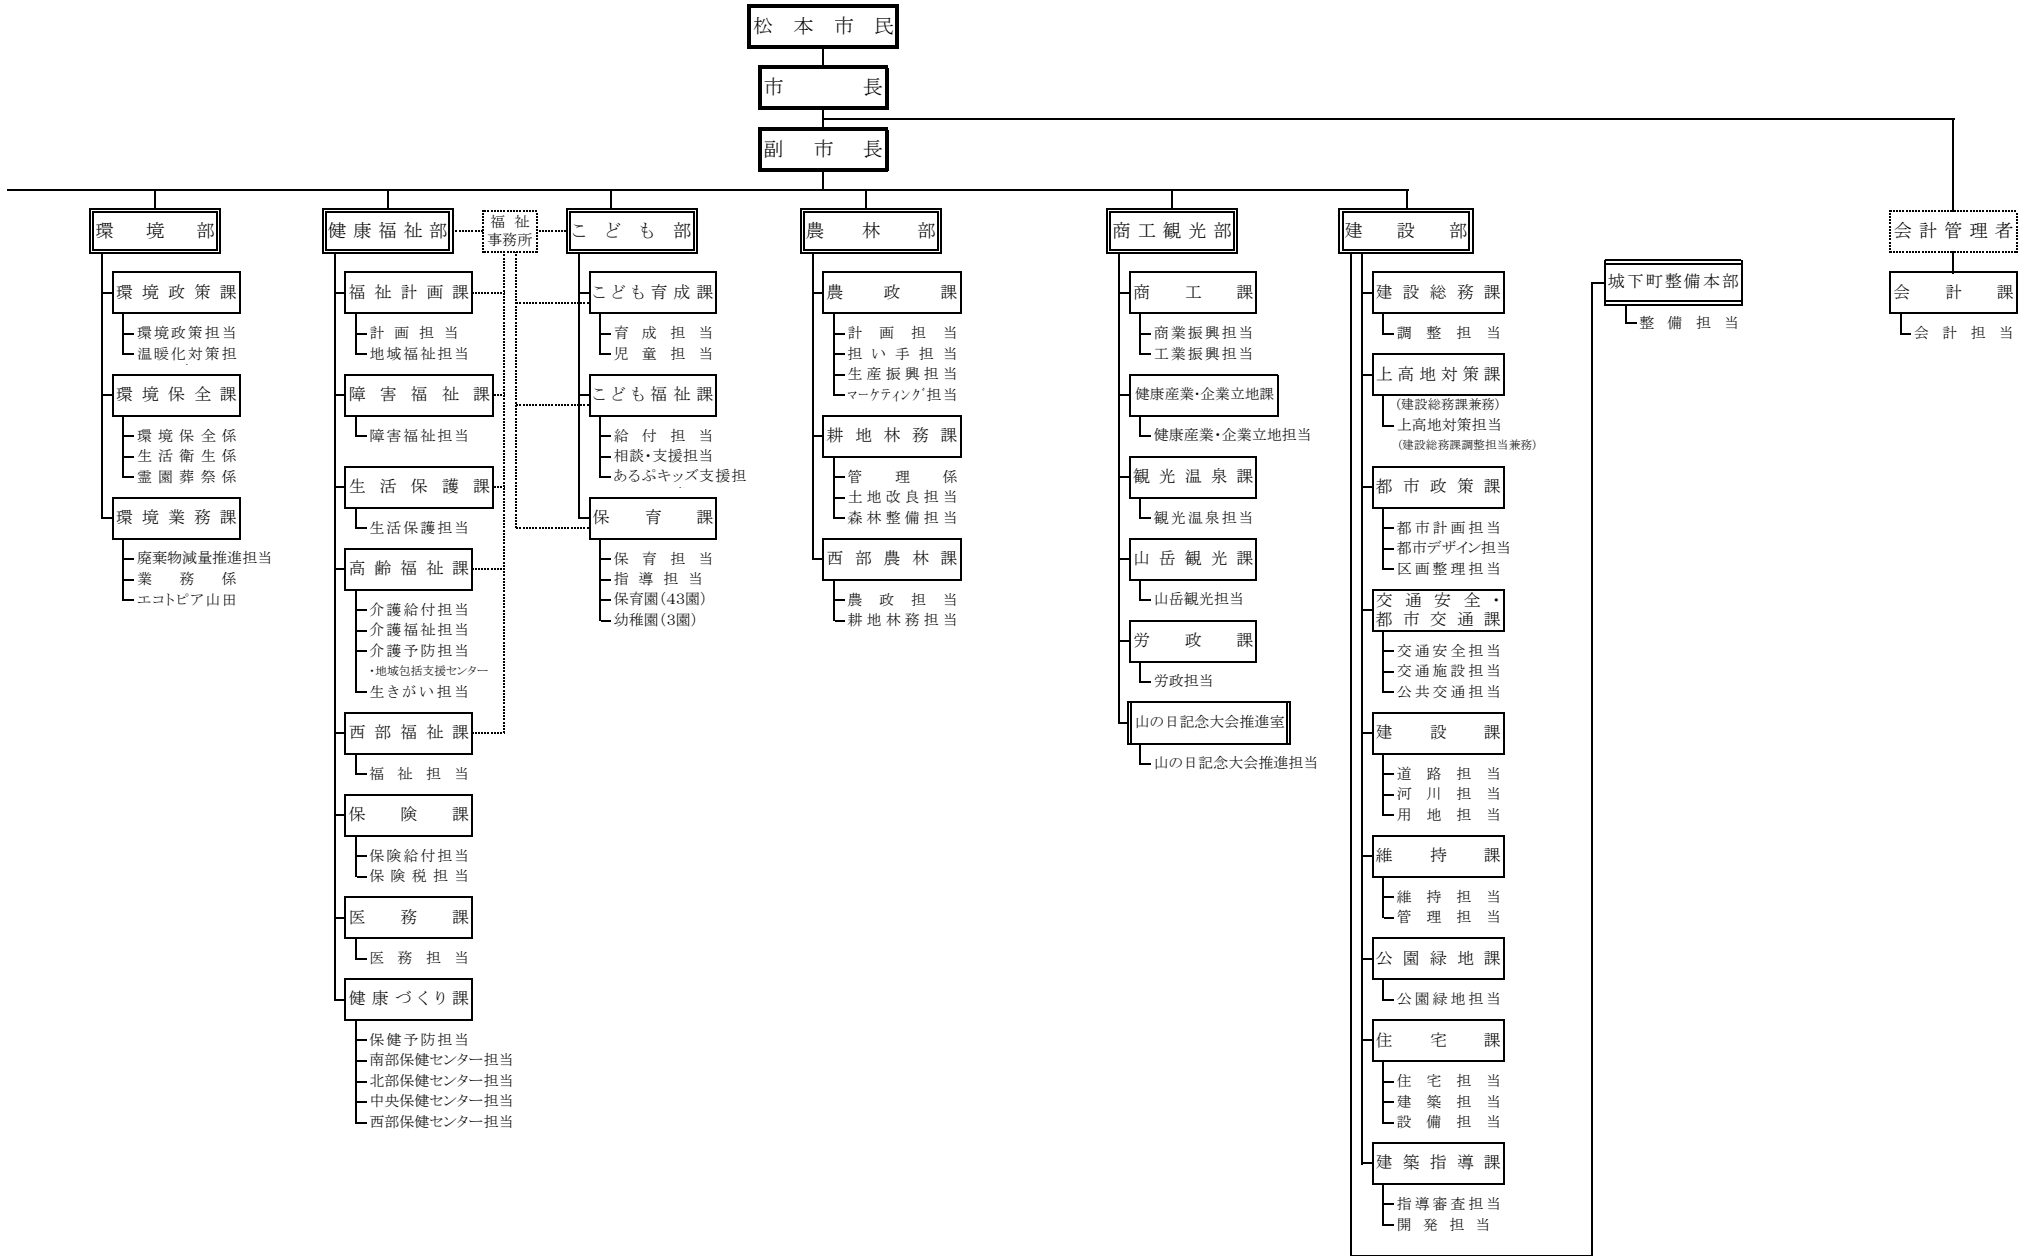 松本市民
市長
副市長
環境部
環境政策課
環境政策担当
温暖化対策担
環境保全課
環境保全係
生活衛生係
霊園葬祭係
環境業務課
廃棄物減量推進担当
業務係
エコトピア山田
健康福祉部
福祉計画課
計画担当
地域福祉担当
障害福祉課
障害福祉担当
生活保護課
生活保護担当
高齢福祉課
介護給付担当
介護福祉担当
介護予防担当
・地域包括支援センター
生きがい担当
西部福祉課
福祉担当
保険課
保険給付担当
保険税担当
医務課
医務担当
健康づくり課
保健予防担当
南部保健センター担当
北部保健センター担当
中央保健センター担当
西部保健センター担当
福祉
事務所
こども部
こども育成課
育成担当
児童担当
こども福祉課
給付担当
相談・支援担当
あるぷキッズ支援担
保育課
保育担当
指導担当
保育園(43園)
幼稚園(3園)
農林部
農政課
計画担当
担い手担当
生産振興担当
マーケティング担当
耕地林務課
管理係
土地改良担当
森林整備担当
西部農林課
農政担当
耕地林務担当
商工観光部
商工課
商業振興担当
工業振興担当
健康産業・企業立地課
健康産業・企業立地担当
観光温泉課
観光温泉担当
山岳観光課
山岳観光担当
労政課
労政担当
山の日記念大会推進室
山の日記念大会推進担当
建設部
建設総務課
調整担当
上高地対策課
(建設総務課兼務)
上高地対策担当
(建設総務課調整担当兼務)
都市政策課
都市計画担当
都市デザイン担当
区画整理担当
交通安全・
都市交通課
交通安全担当
交通施設担当
公共交通担当
建設課
道路担当
河川担当
用地担当
維持課
維持担当
管理担当
公園緑地課
公園緑地担当
住宅課
住宅担当
建築担当
設備担当
建築指導課
指導審査担当
開発担当
城下町整備本部
整備担当
会計管理者
会計課
会計担当